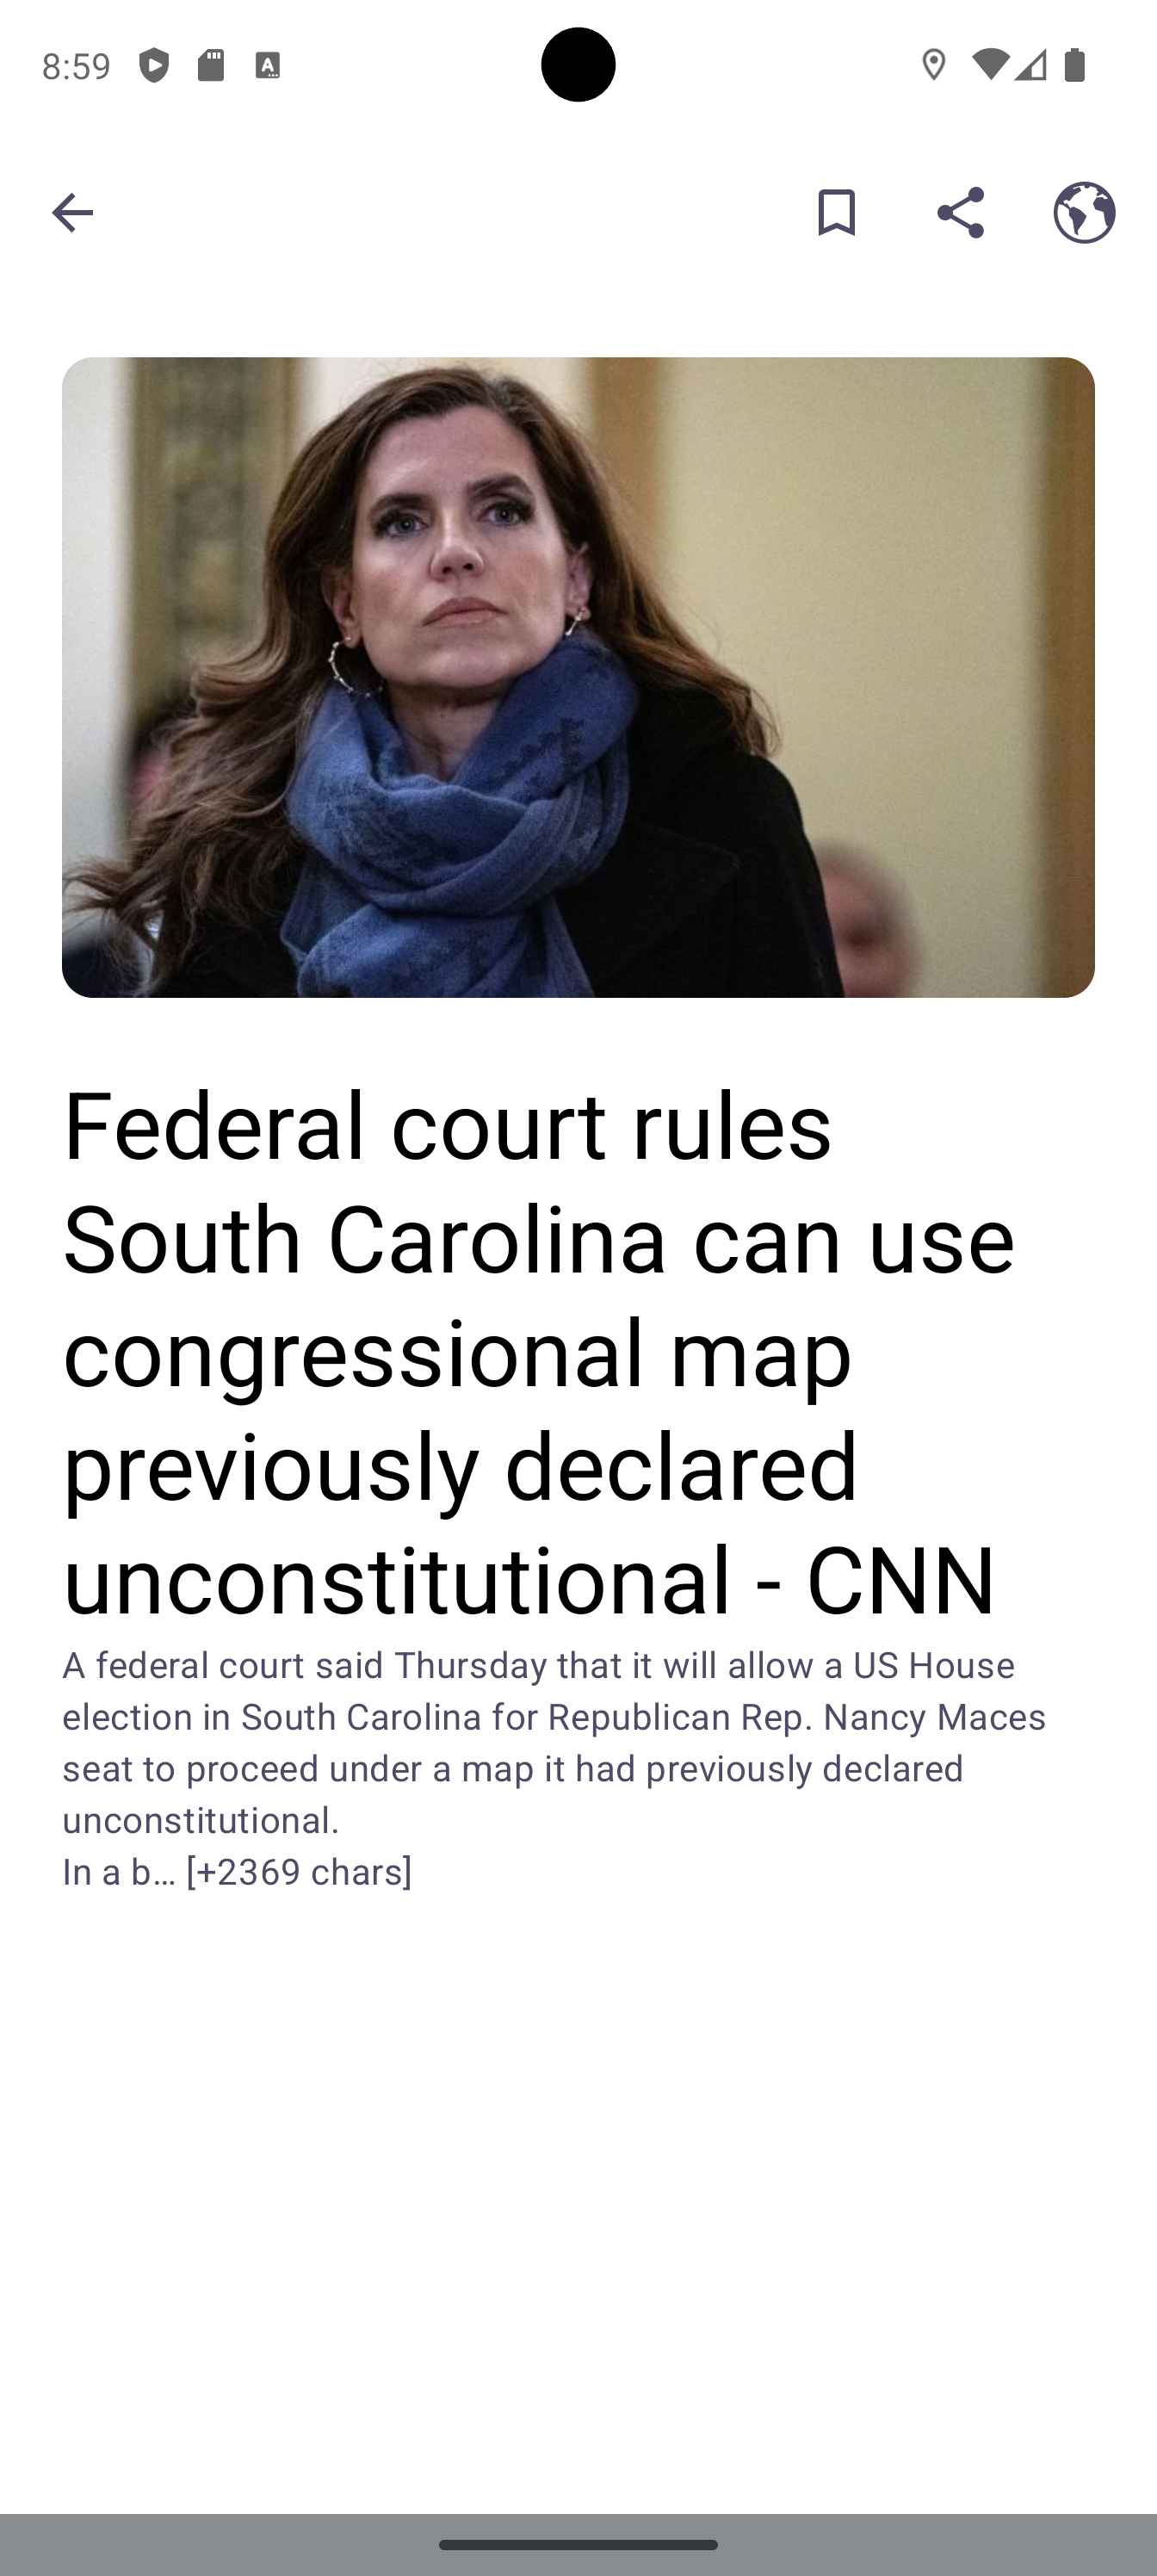 8:59
Federal court rules
South Carolina can use
congressional map
previously declared
unconstitutional - CNN
A federal court said Thursday that it will allow a US House
election in South Carolina for Republican Rep. Nancy Maces
seat to proceed under a map it had previously declared
unconstitutional.
In a b… [+2369 chars]